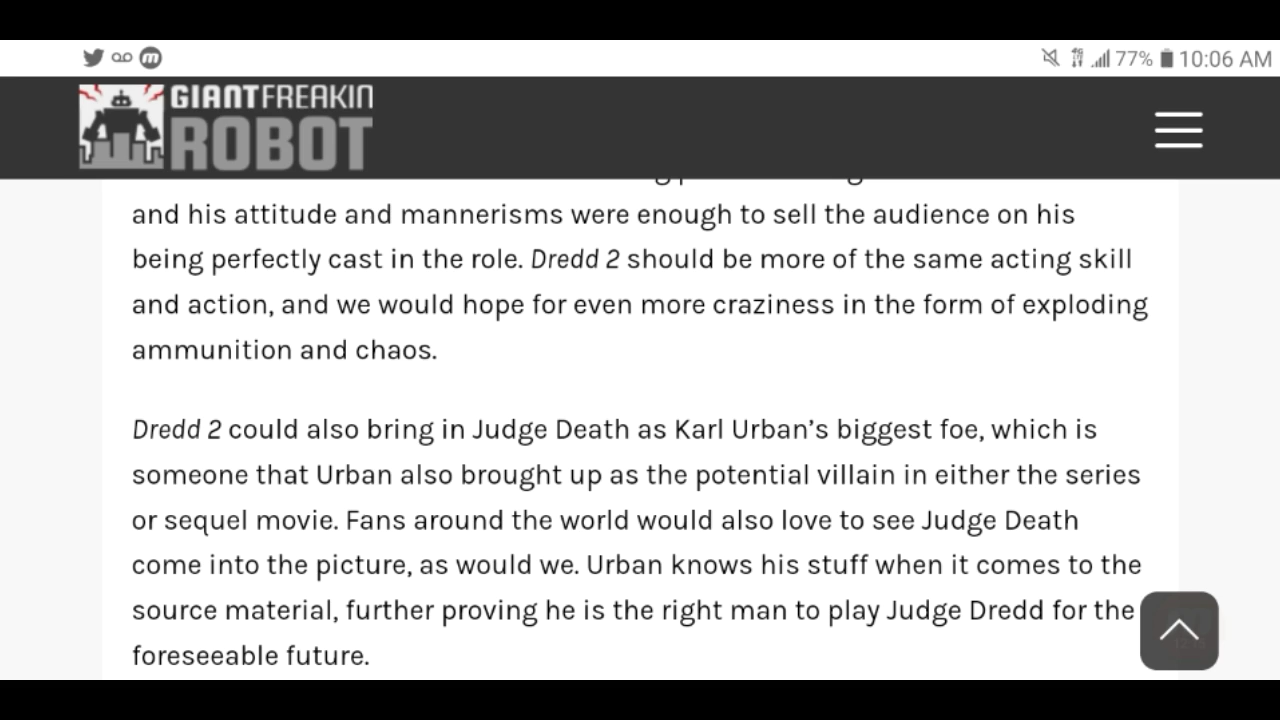 77% 10:06 AM
GIANTFREAKIN
ROBOT
and his attitude and mannerisms were enough to sell the audience on his
being perfectly cast in the role. Dredd 2 should be more of the same acting skill
and action, and we would hope for even more craziness in the form of exploding
ammunition and chaos.
Dredd 2 could also bring in Judge Death as Karl Urban’s biggest foe, which is
someone that Urban also brought up as the potential villain in either the series
or sequel movie. Fans around the world would also love to see Judge Death
come into the picture, as would we. Urban knows his stuff when it comes to the
source material, further proving he is the right man to play Judge Dredd for the
foreseeable future.